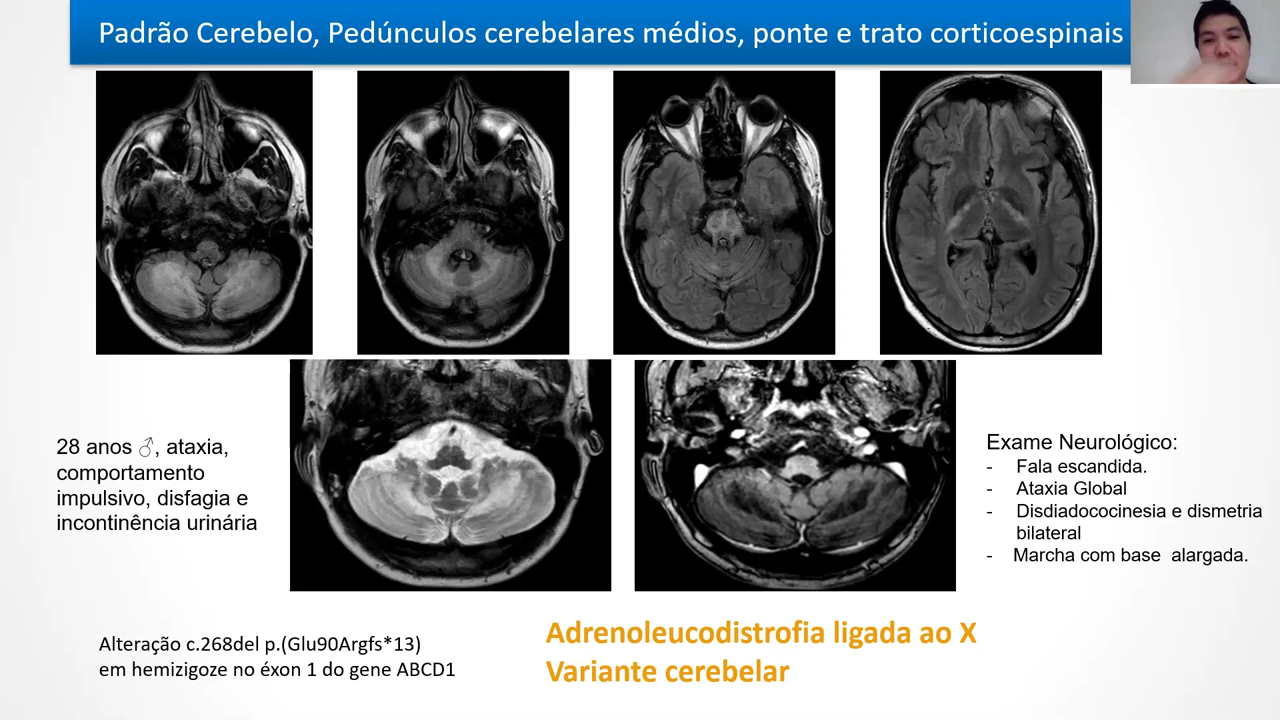 Padrão Cerebelo, Pedúnculos cerebelares médios, ponte e trato corticoespinais
28 anos ♂, ataxia,
comportamento
impulsivo, disfagia e
incontinência urinária
Exame Neurológico:
- Fala escandida.
- Ataxia Global
- Disdiadococinesia e dismetria
bilateral
- Marcha com base alargada.
Alteração c.268del p.(Glu90Argfs*13)
em hemizigoze no éxon 1 do gene ABCD1
Adrenoleucodistrofia ligada ao X
Variante cerebelar